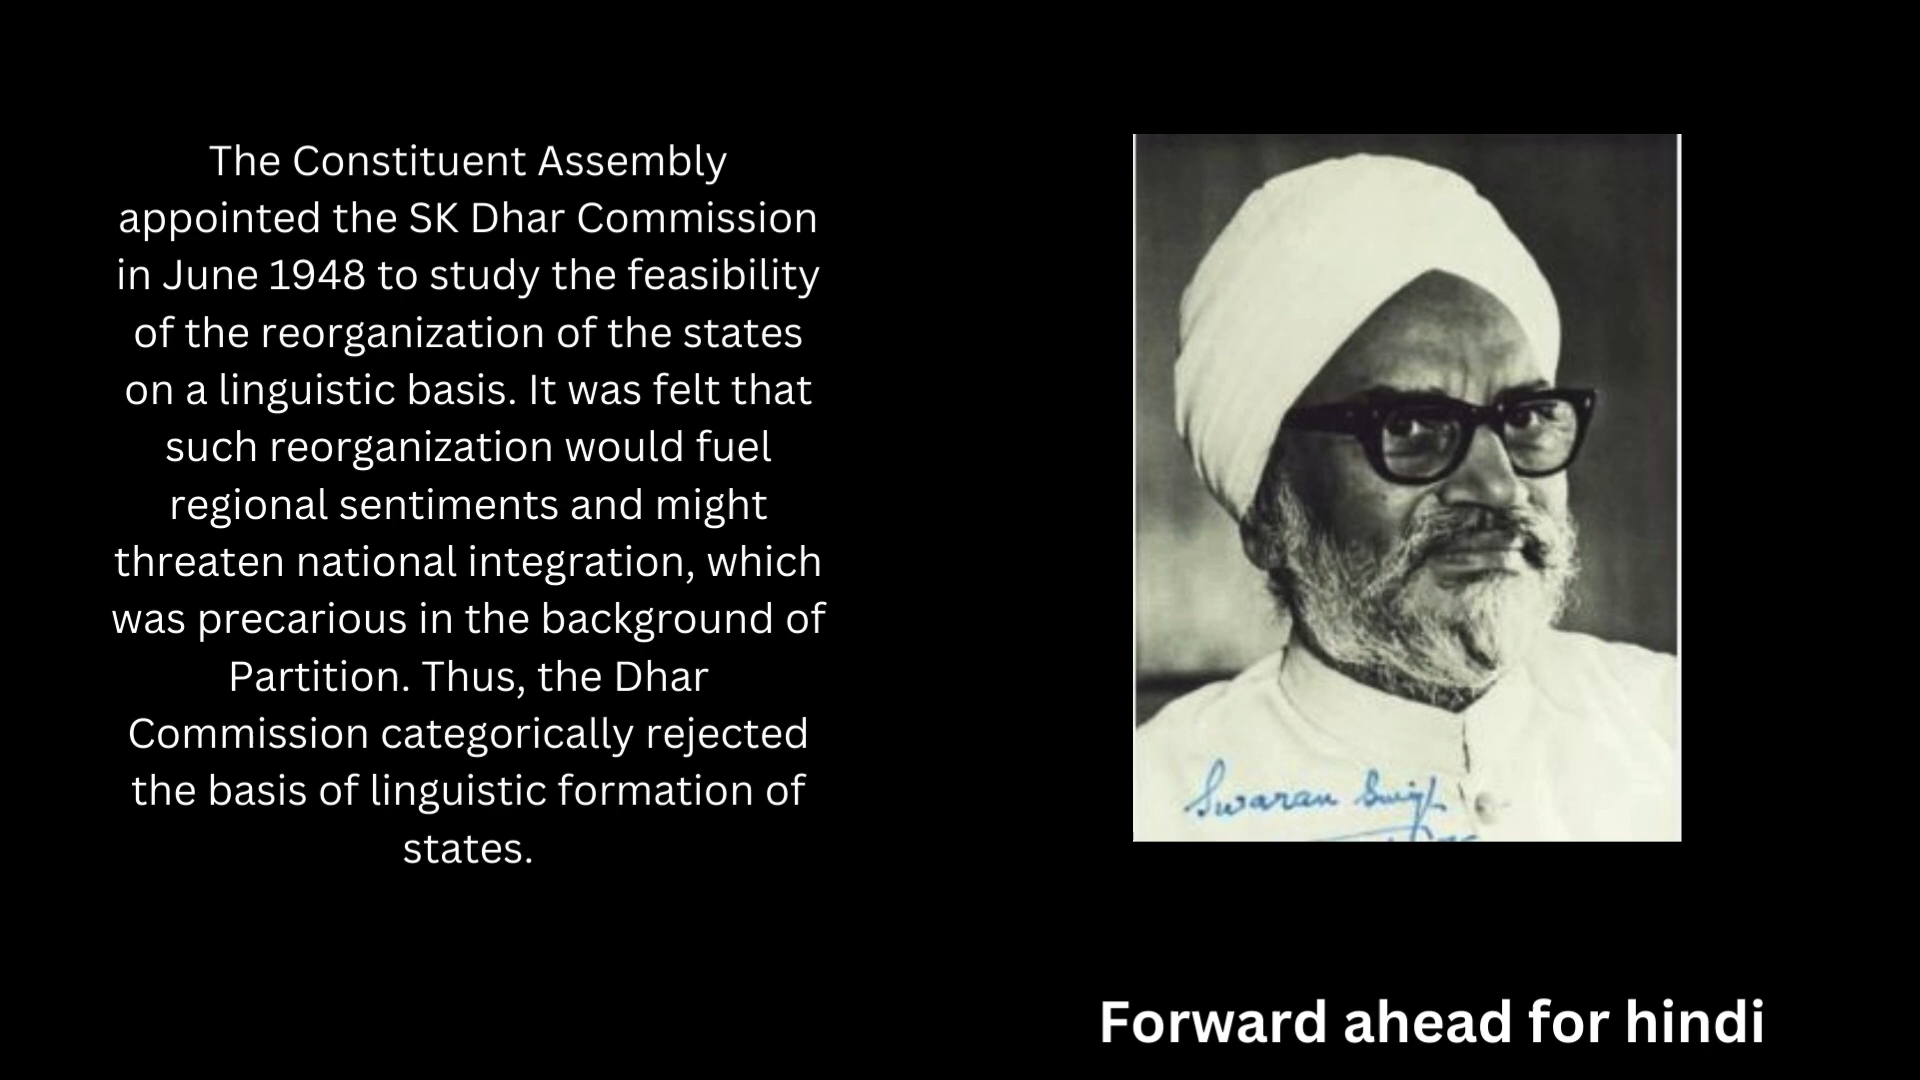 The Constituent Assembly
appointed the SK Dhar Commission
in June 1948 to study the feasibility
of the reorganization of the states
on a linguistic basis. It was felt that
such reorganization would fuel
regional sentiments and might
threaten national integration, which
was precarious in the background of
Partition. Thus, the Dhar
Commission categorically rejected
the basis of linguistic formation of
states.
Swaran Singh
Forward ahead for hindi